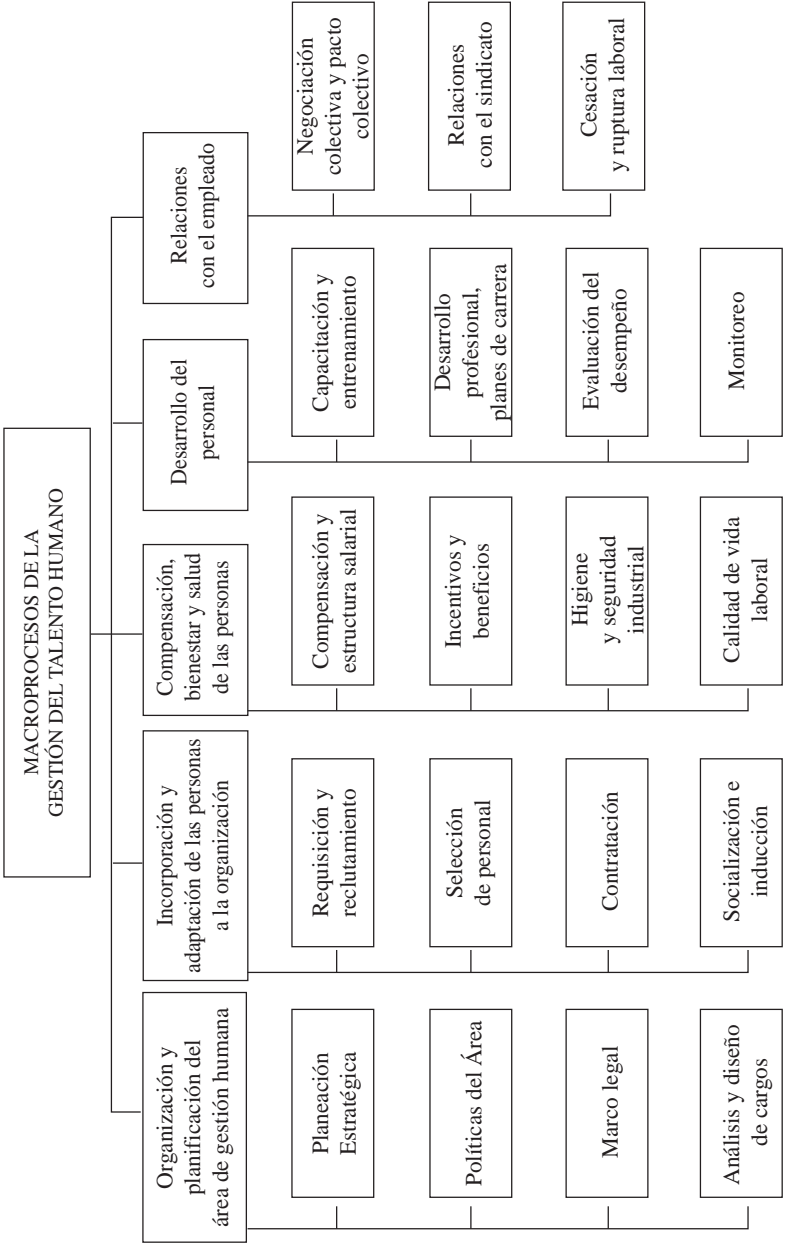 MACROPROCESOS DE LA
GESTIÓN DEL TALENTO HUMANO
Organización y
planificación del
área de gestión humana
Planeación
Estratégica
Políticas del Área
Marco legal
Análisis y diseño
de cargos
Incorporación y
adaptación de las personas
a la organización
Requisición y
reclutamiento
Selección
de personal
Contratación
Socialización e
inducción
Compensación,
bienestar y salud
de las personas
Compensación y
estructura salarial
Incentivos y
beneficios
Higiene
y seguridad
industrial
Calidad de vida
laboral
Desarrollo del
personal
Capacitación y
entrenamiento
Desarrollo
profesional,
planes de carrera
Evaluación del
desempeño
Monitoreo
Relaciones
con el empleado
Negociación
colectiva y pacto
colectivo
Relaciones
con el sindicato
Cesación
y ruptura laboral